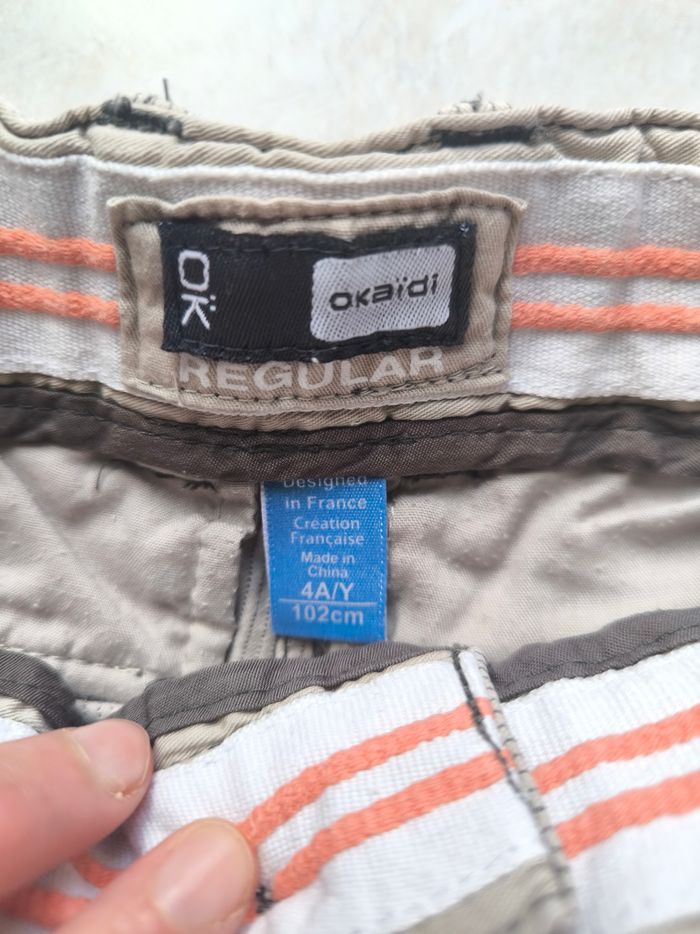 OK
okaïdi
REGULAR
Designed
in France
Création
Française
Made in
China
4A/Y
102cm